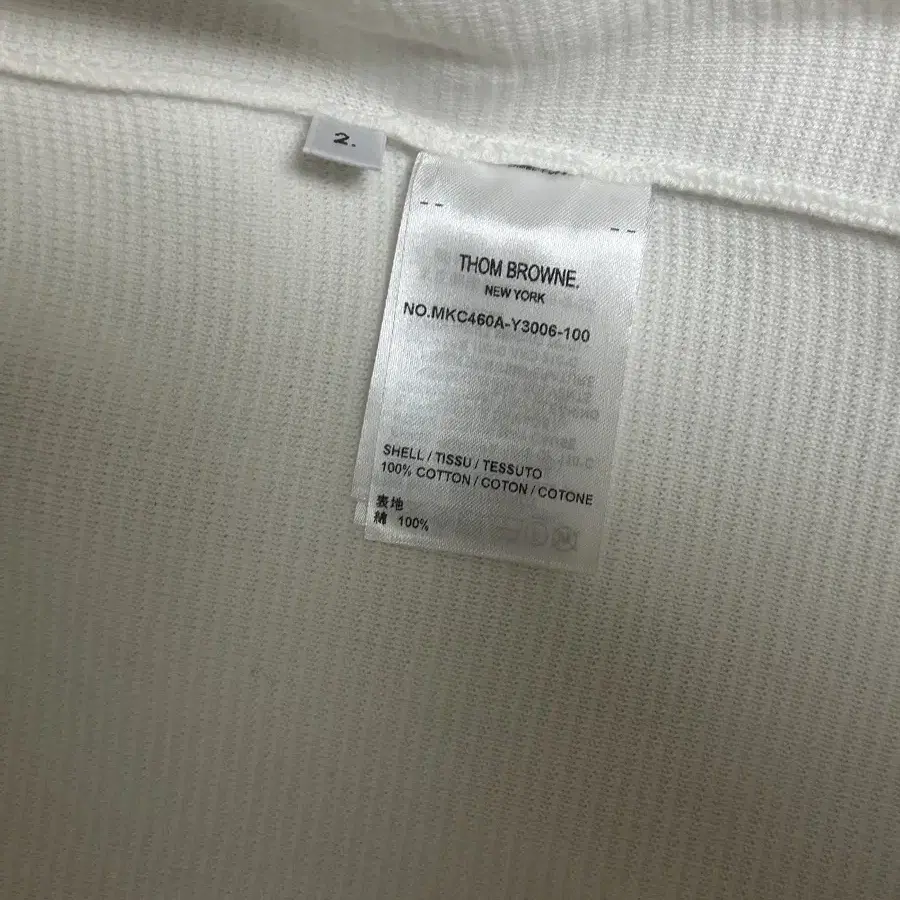 2.
THOM BROWNE.
NEW YORK
NO.MKC460A-Y3006-100
SHELL / TISSU / TESSUTO
100% COTTON / COTON / COTONE
表地
綿 100%